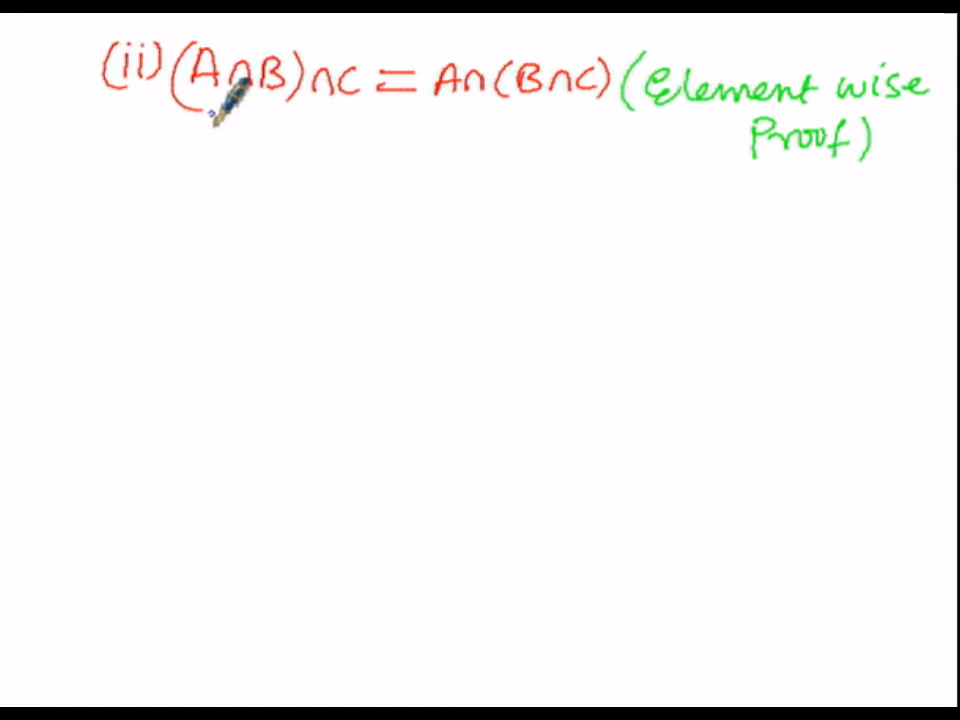 (ii) (A∩B)∩C = A∩(B∩C) (Element wise
Proof)